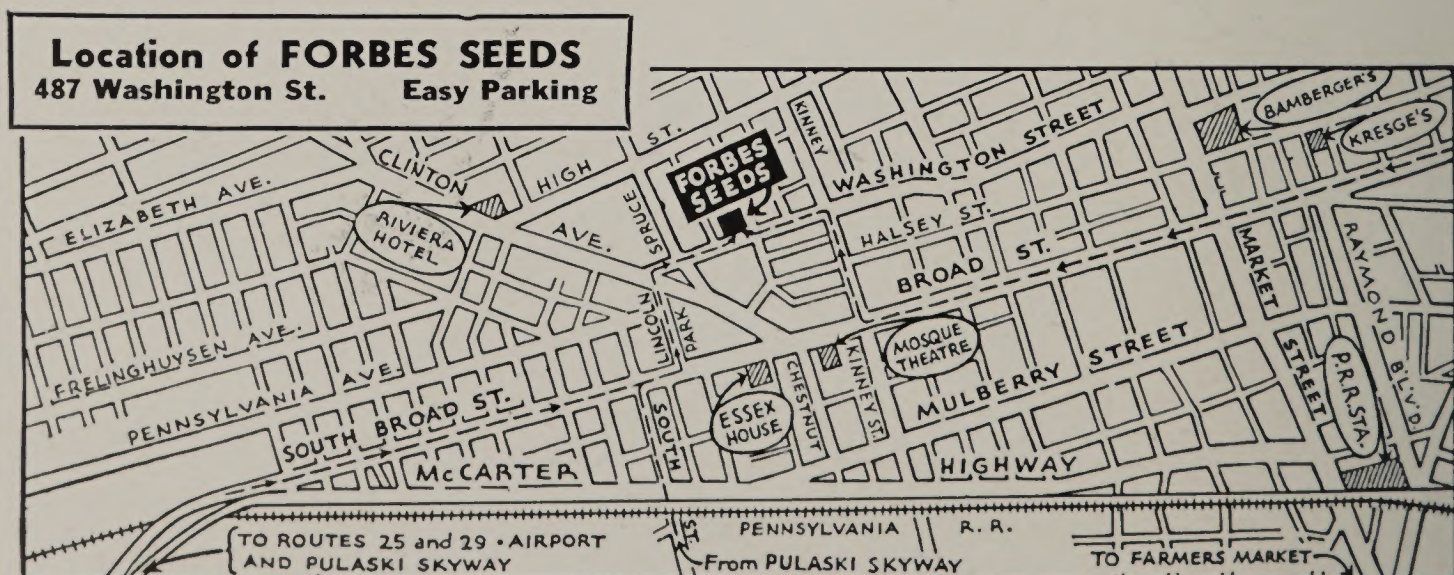 Location of FORBES SEEDS
487 Washington St. Easy Parking
BAMBERGER'S
KRESGE'S
KINNEY
WASHINGTON STREET
HIGH ST.
FORBES
SEEDS
CLINTON AVE.
ELIZABETH AVE.
RIVIERA
HOTEL
SPRUCE
HALSEY ST.
BROAD ST.
MARKET STREET
RAYMOND BLV'D.
LINCOLN
PARK
MOSQUE
THEATRE
KINNEY ST.
MULBERRY STREET
P.R.R. STA.
FRELINGHUYSEN AVE.
PENNSYLVANIA AVE.
SOUTH BROAD ST.
ESSEX
HOUSE
CHESTNUT
SOUTH ST.
McCARTER HIGHWAY
PENNSYLVANIA R. R.
TO ROUTES 25 and 29 • AIRPORT
AND PULASKI SKYWAY
From PULASKI SKYWAY
TO FARMERS MARKET